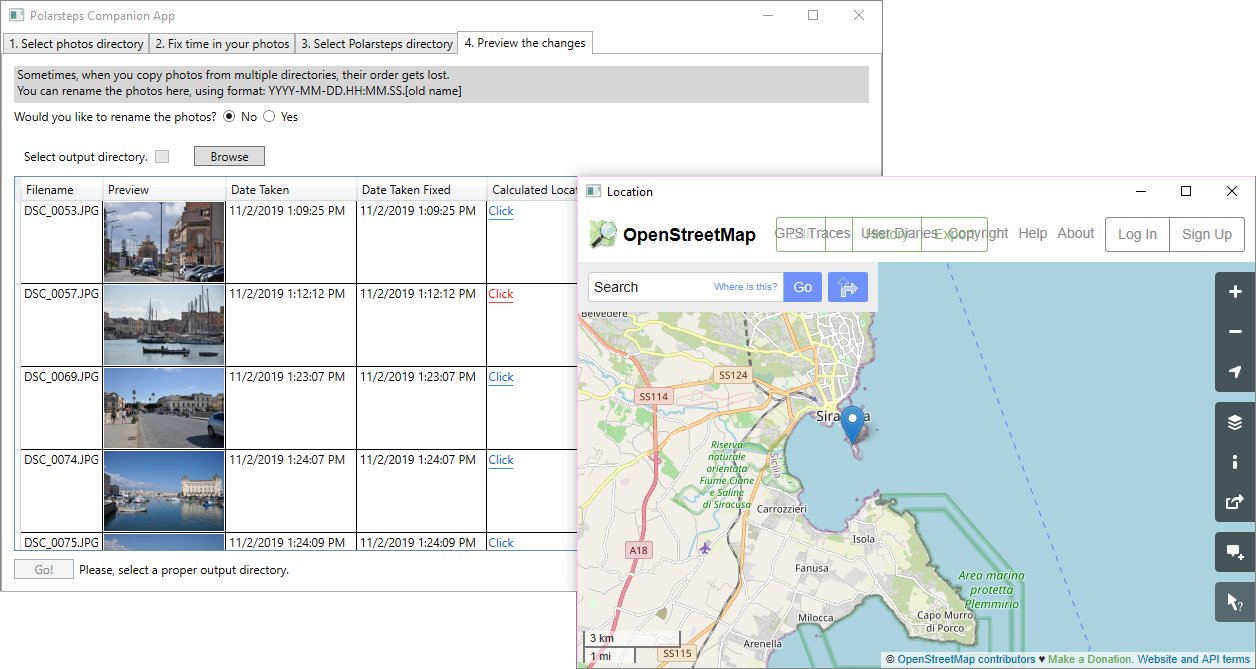 Polarsteps Companion App
1. Select photos directory
2. Fix time in your photos
3. Select Polarsteps directory
4. Preview the changes
Sometimes, when you copy photos from multiple directories, their order gets lost.
You can rename the photos here, using format: YYYY-MM-DD.HH:MM.SS.[old name]
Would you like to rename the photos? No Yes
Select output directory. Browse
Filename Preview Date Taken Date Taken Fixed Calculated Locat
DSC_0053.JPG 11/2/2019 1:09:25 PM 11/2/2019 1:09:25 PM Click
DSC_0057.JPG 11/2/2019 1:12:12 PM 11/2/2019 1:12:12 PM Click
DSC_0069.JPG 11/2/2019 1:23:07 PM 11/2/2019 1:23:07 PM Click
DSC_0074.JPG 11/2/2019 1:24:07 PM 11/2/2019 1:24:07 PM Click
DSC_0075.JPG 11/2/2019 1:24:09 PM 11/2/2019 1:24:09 PM Click
Go! Please, select a proper output directory.
Location
OpenStreetMap
GPS Traces User Diaries Copyright Help About
History Export
Log In Sign Up
Search Where is this? Go
Belvedere
SS124
SS114
Riserva
naturale
orientata
Fiume Ciane
e Saline
di Siracusa
Sicilia
Carrozzieri
Isola
A18
Fanusa
Area marina
protetta
Plemmirio
Capo Murro
di Porco
Milocca
Arenella
SS115
3 km
1 mi
© OpenStreetMap contributors ♥ Make a Donation. Website and API terms